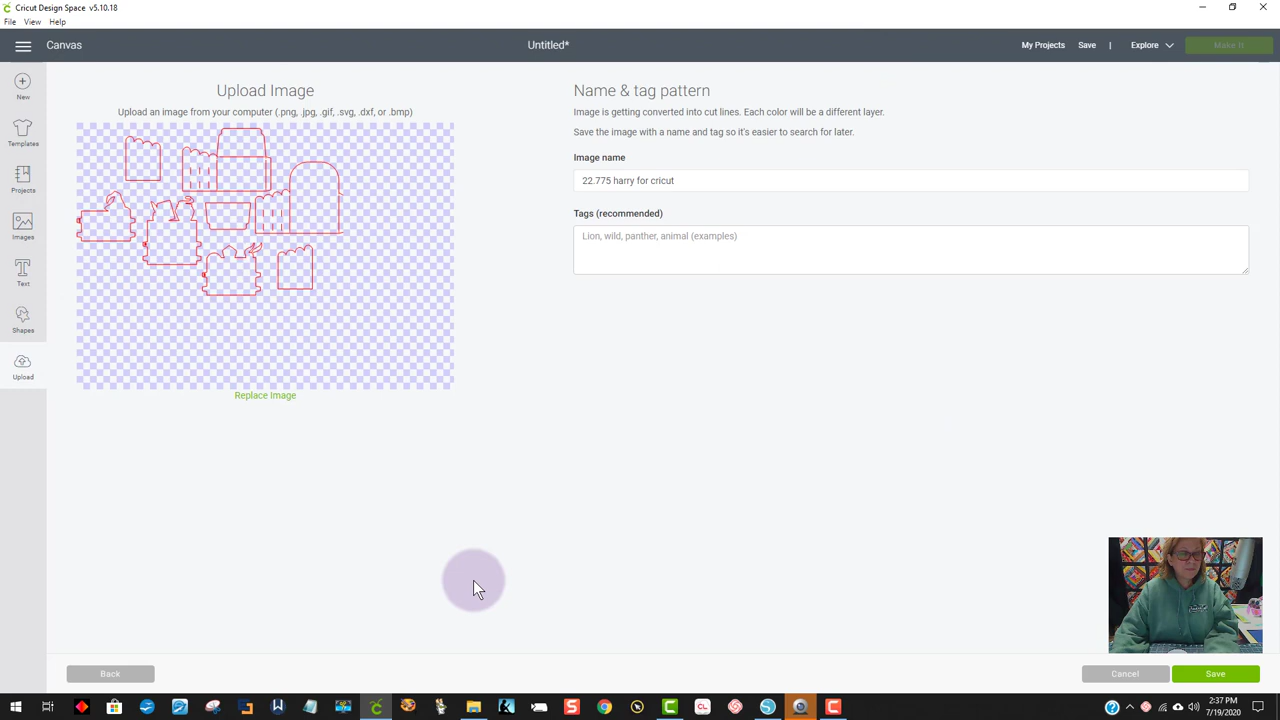 Cricut Design Space v5.10.18
File View Help
Canvas
Untitled*
My Projects Save | Explore Make It
New
Templates
Projects
Images
Text
Shapes
Upload
Upload Image
Upload an image from your computer (.png, .jpg, .gif, .svg, .dxf, or .bmp)
Replace Image
Name & tag pattern
Image is getting converted into cut lines. Each color will be a different layer.
Save the image with a name and tag so it's easier to search for later.
Image name
22.775 harry for cricut
Tags (recommended)
Lion, wild, panther, animal (examples)
Back
Cancel Save
CL
2:37 PM
7/19/2020